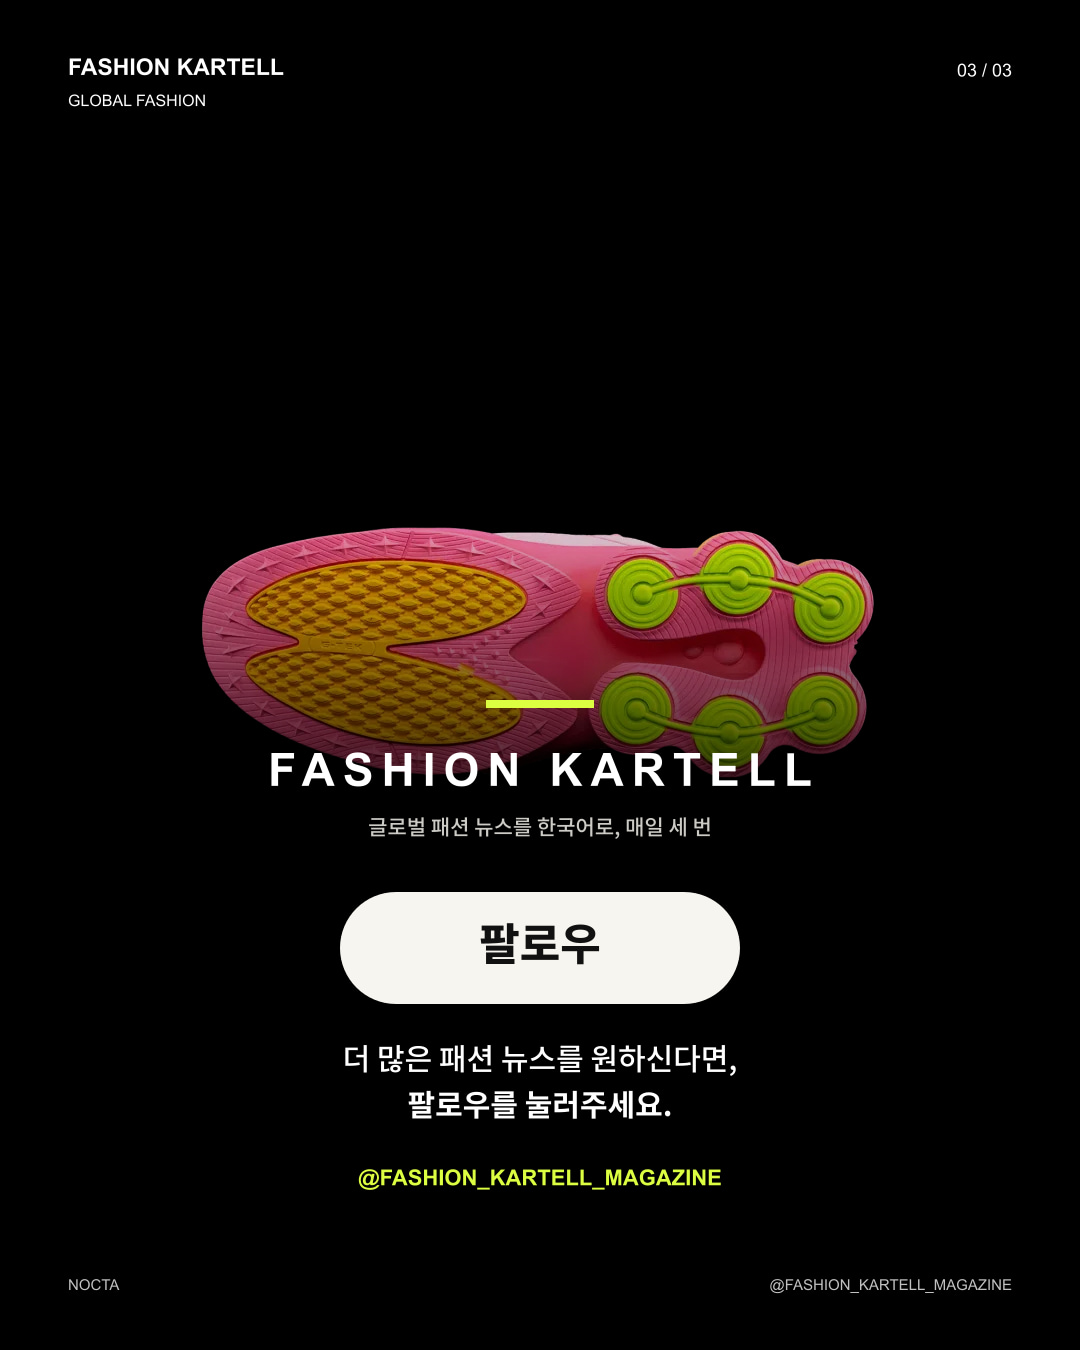 FASHION KARTELL
03 / 03
GLOBAL FASHION
FASHION KARTELL
글로벌 패션 뉴스를 한국어로, 매일 세 번
팔로우
더 많은 패션 뉴스를 원하신다면,
팔로우를 눌러주세요.
@FASHION_KARTELL_MAGAZINE
NOCTA
@FASHION_KARTELL_MAGAZINE